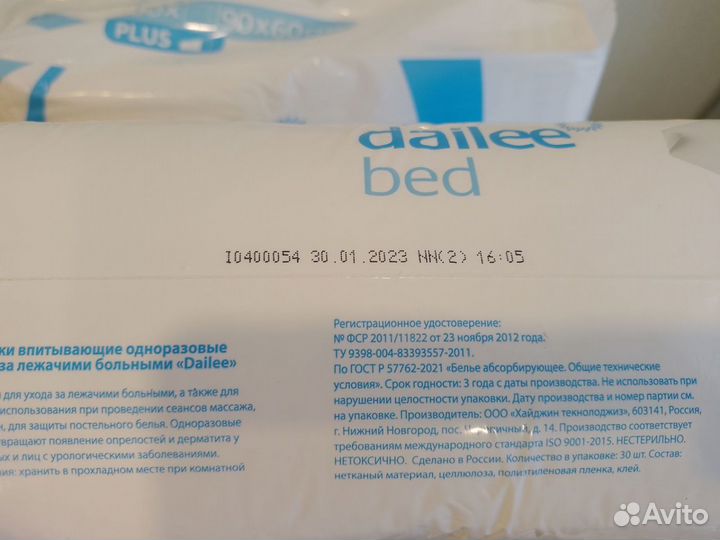 90x60
PLUS
dailee
bed
I0400054 30.01.2023 NN(2) 16:05
ки впитывающие одноразовые
за лежачими больными «Dailee»
для ухода за лежачими больными, а также для
использования при проведении сеансов массажа,
для защиты постельного белья. Одноразовые
твращают появление опрелостей и дерматита у
ых и лиц с урологическими заболеваниями.
ния: хранить в прохладном месте при комнатной
Регистрационное удостоверение:
№ ФСР 2011/11822 от 23 ноября 2012 года.
ТУ 9398-004-83393557-2011.
По ГОСТ Р 57762-2021 «Белье абсорбирующее. Общие технические
условия». Срок годности: 3 года с даты производства. Не использовать при
нарушении целостности упаковки. Дату производства и номер партии см.
на упаковке. Производитель: ООО «Хайджин текнолоджиз», 603141, Россия,
г. Нижний Новгород, пос. д. 14. Производство соответствует
требованиям международного стандарта ISO 9001-2015. НЕСТЕРИЛЬНО.
НЕТОКСИЧНО. Сделано в России. Количество в упаковке: 30 шт. Состав:
нетканый материал, целлюлоза, полиэтиленовая пленка, клей.
Avito